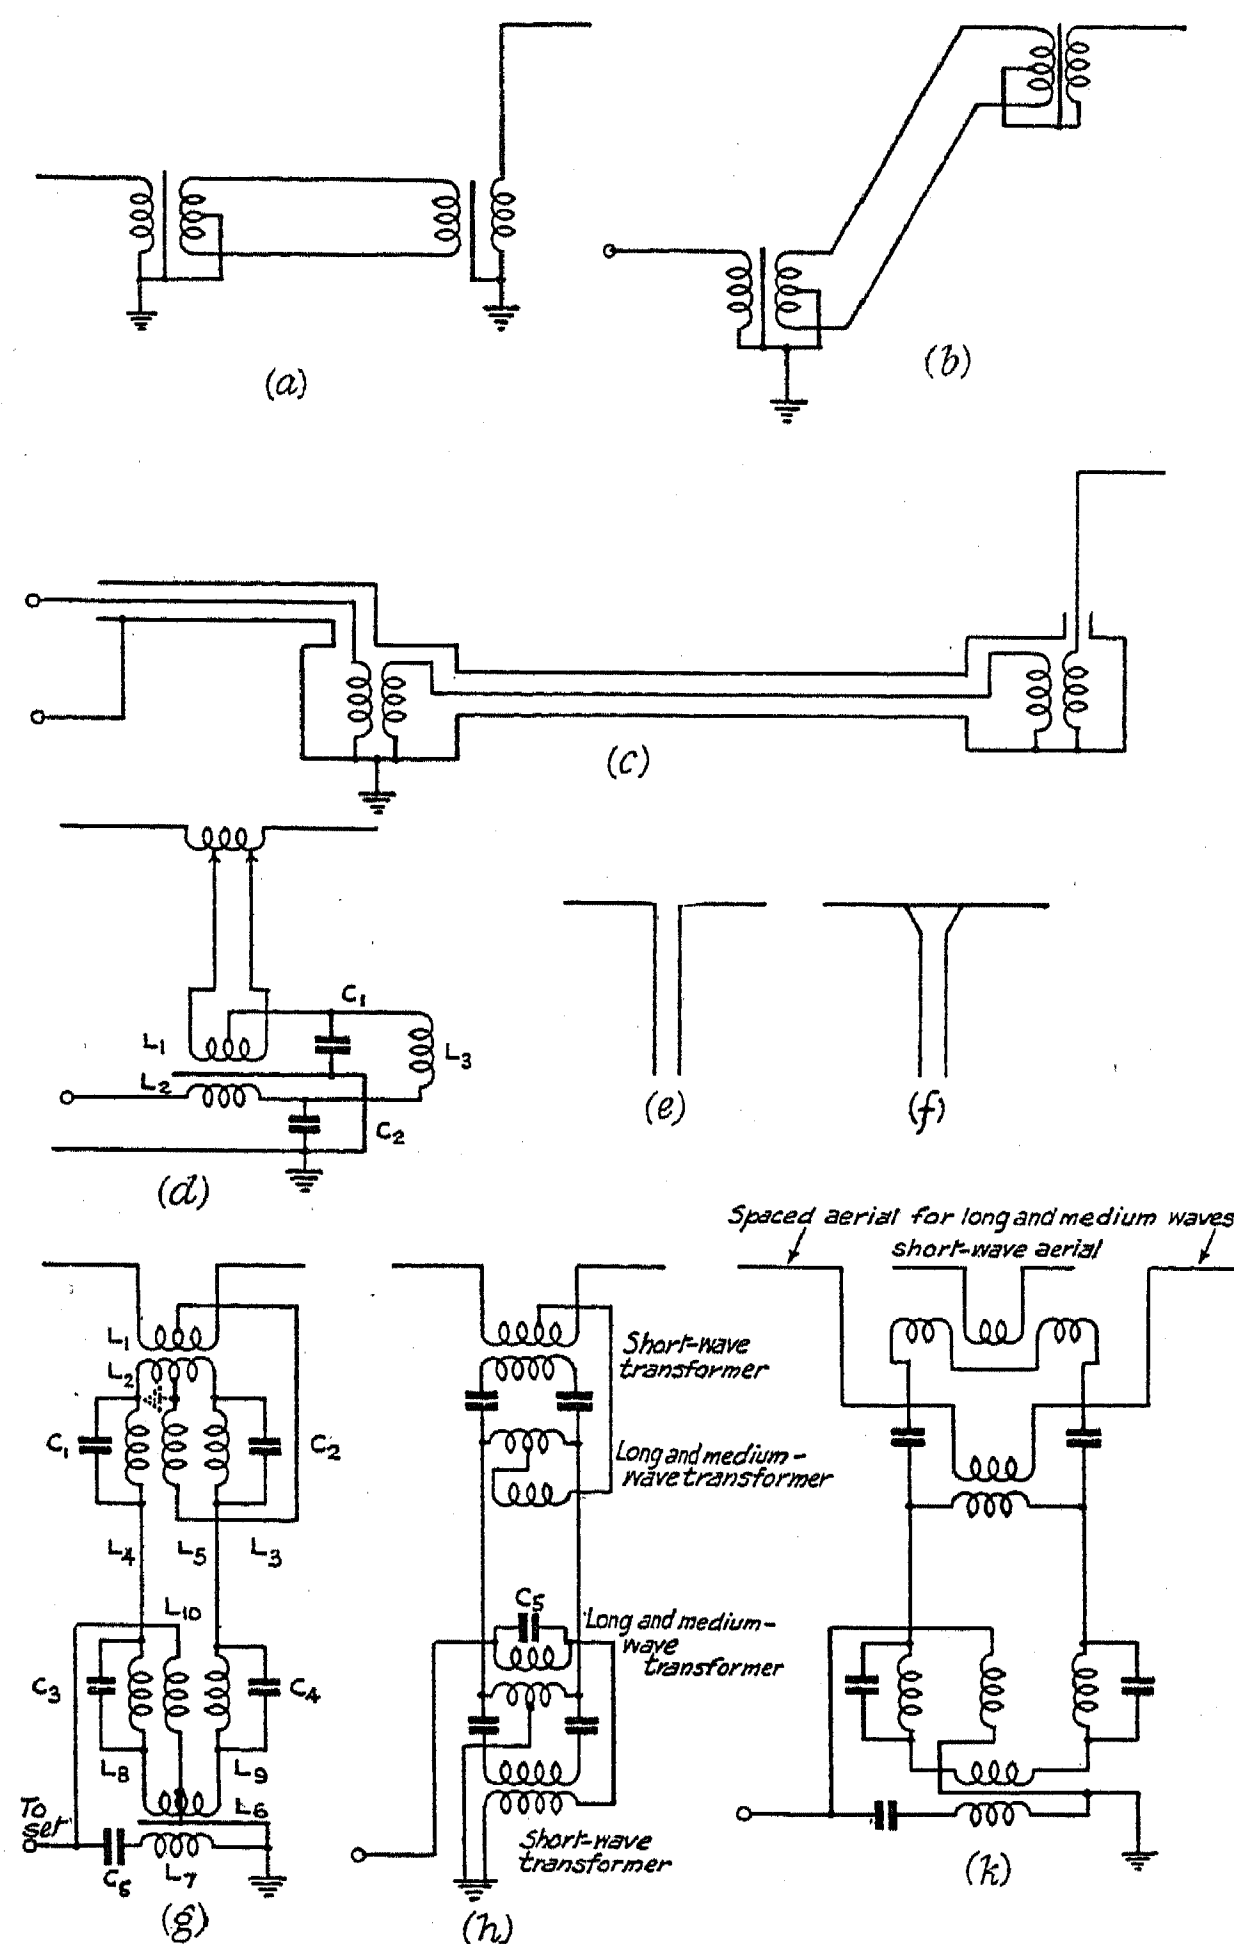 (a)
(b)
(c)
C1
L1
L3
L2
C2
(d)
(e)
(f)
Spaced aerial for long and medium waves
short-wave aerial
L1
L2
C1
C2
L4
L5
L3
L10
C3
C4
L8
L9
L6
To
set
C6
L7
(g)
Short-wave
transformer
Long and medium-
wave transformer
C5
Long and medium-
wave
transformer
Short-wave
transformer
(h)
(k)